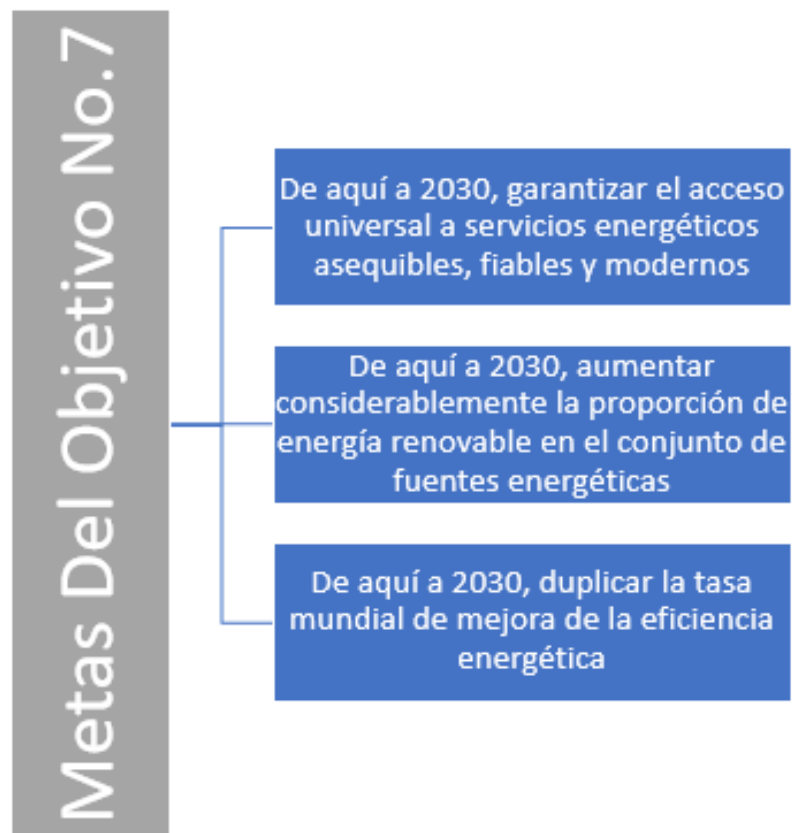 Metas Del Objetivo No.7
De aquí a 2030, garantizar el acceso
universal a servicios energéticos
asequibles, fiables y modernos
De aquí a 2030, aumentar
considerablemente la proporción de
energía renovable en el conjunto de
fuentes energéticas
De aquí a 2030, duplicar la tasa
mundial de mejora de la eficiencia
energética